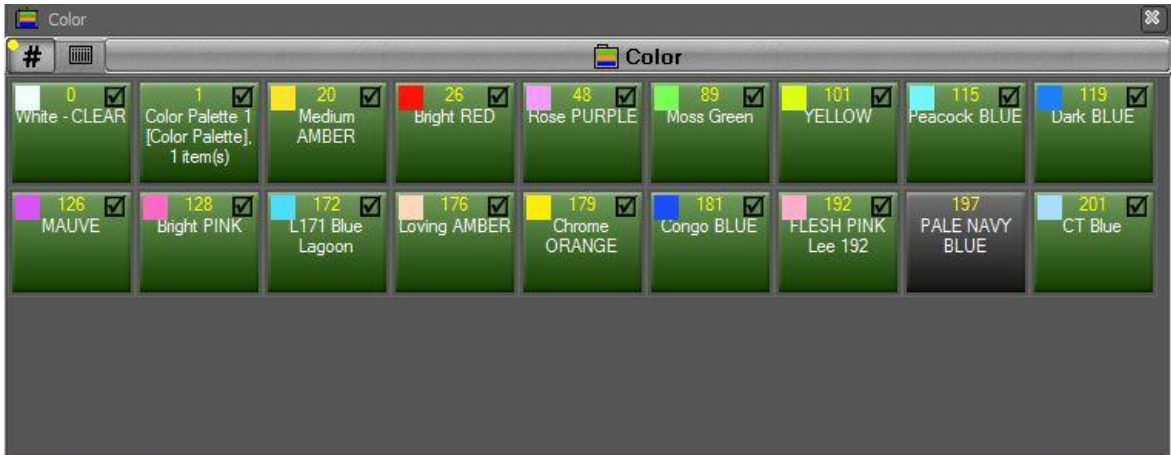 Color
# Color
0 1 20 26 48 89 101 115 119
White - CLEAR Color Palette 1 Medium Bright RED Rose PURPLE Moss Green YELLOW Peacock BLUE Dark BLUE
[Color Palette], AMBER
1 item(s)
126 128 172 176 179 181 192 197 201
MAUVE Bright PINK L171 Blue Loving AMBER Chrome Congo BLUE FLESH PINK PALE NAVY CT Blue
Lagoon ORANGE Lee 192 BLUE